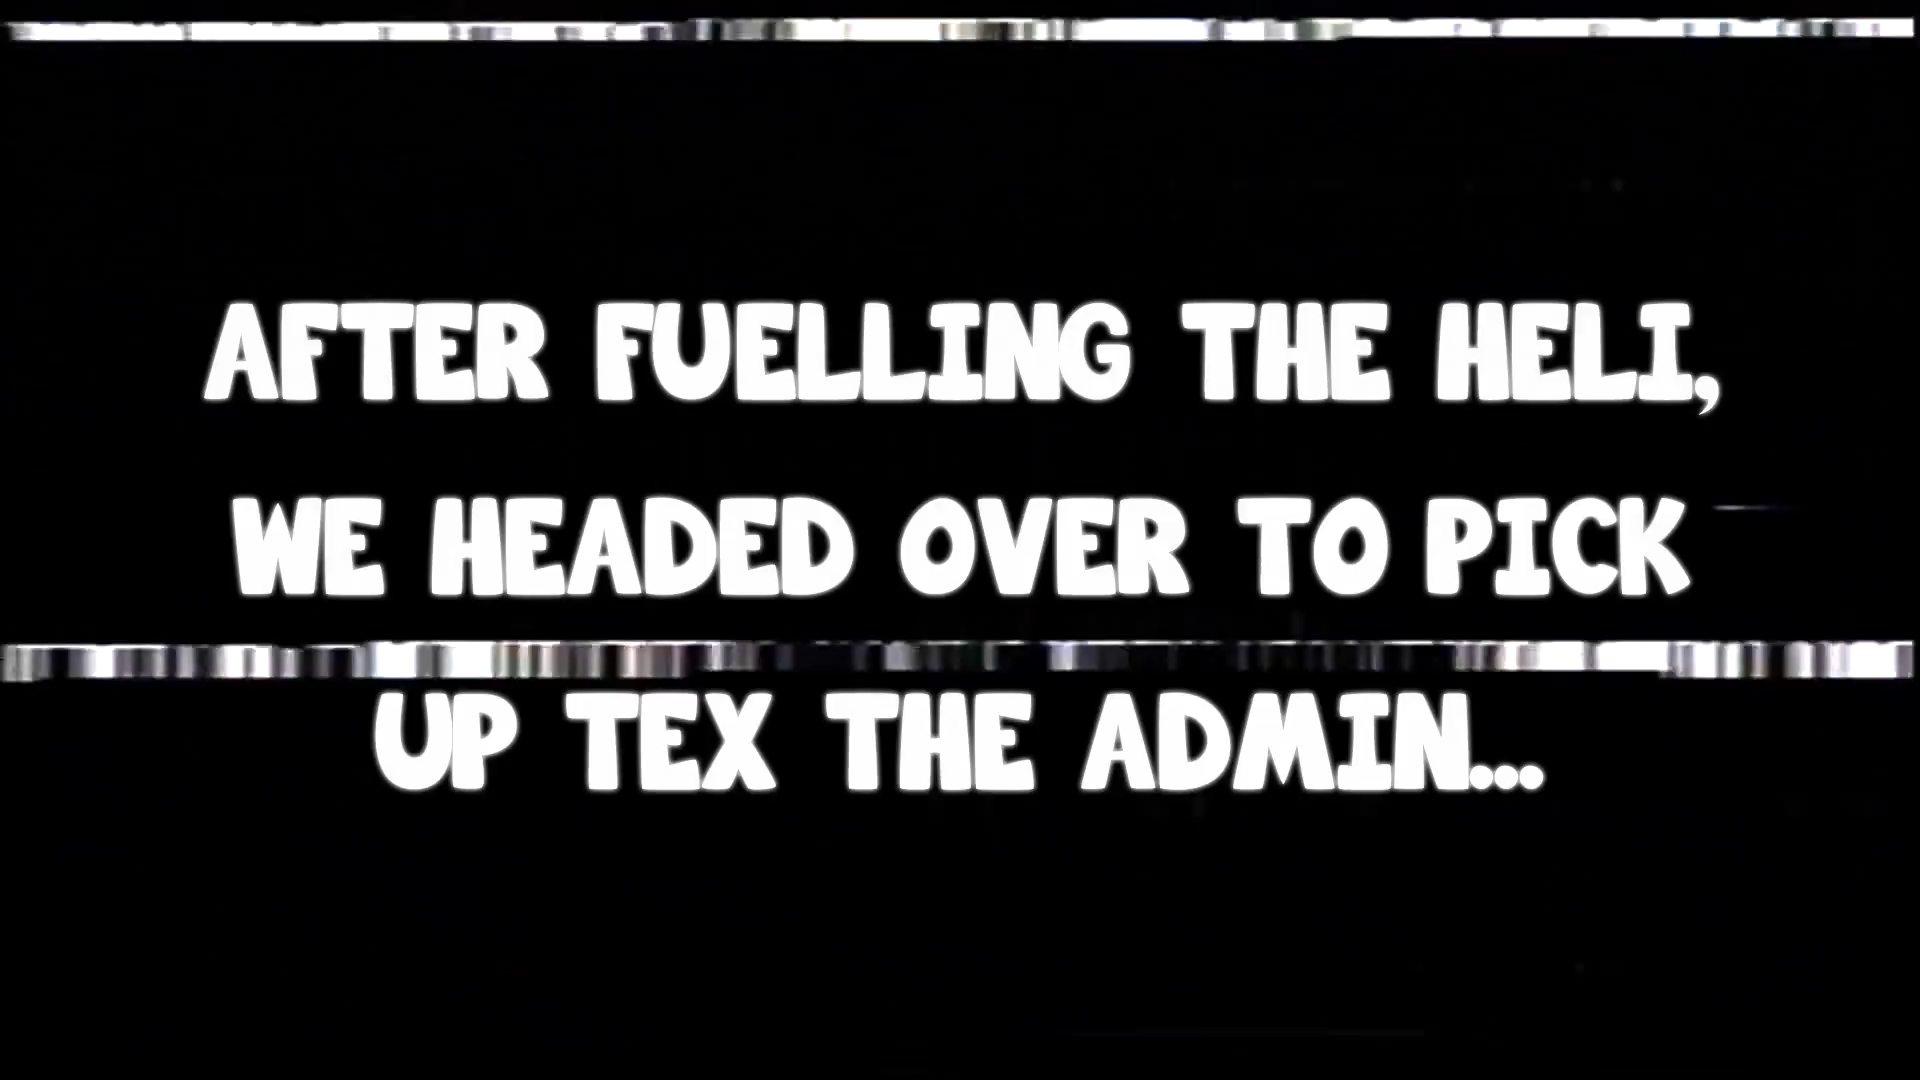 AFTER FUELLING THE HELI,
WE HEADED OVER TO PICK
UP TEX THE ADMIN...